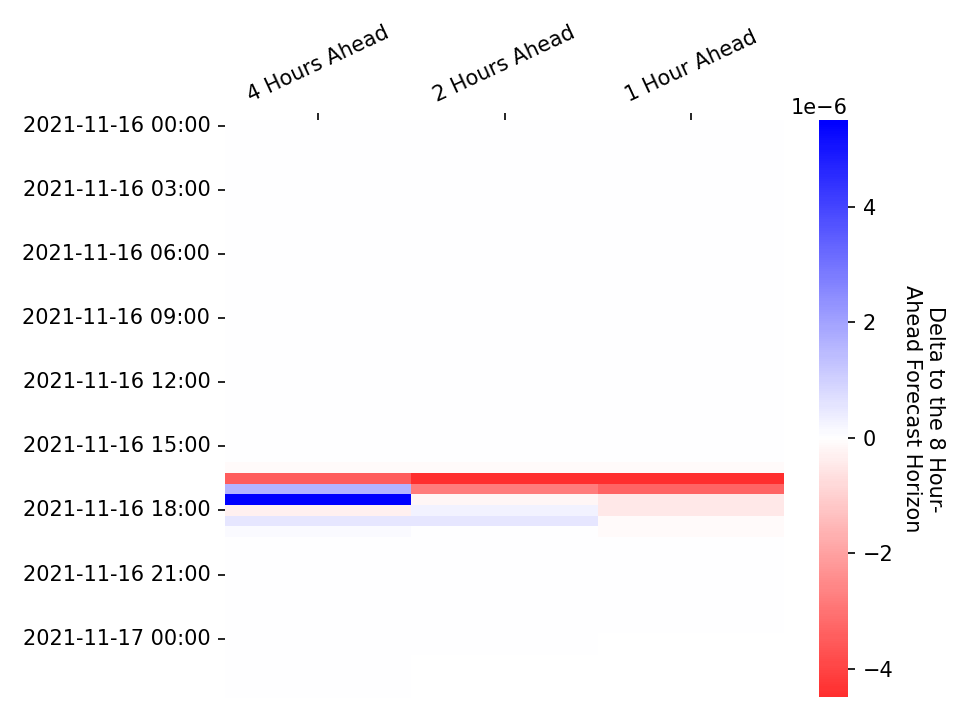 4 Hours Ahead
2 Hours Ahead
1 Hour Ahead
1e−6
2021-11-16 00:00
2021-11-16 03:00
2021-11-16 06:00
2021-11-16 09:00
2021-11-16 12:00
2021-11-16 15:00
2021-11-16 18:00
2021-11-16 21:00
2021-11-17 00:00
4
2
0
−2
−4
Delta to the 8 Hour-
Ahead Forecast Horizon